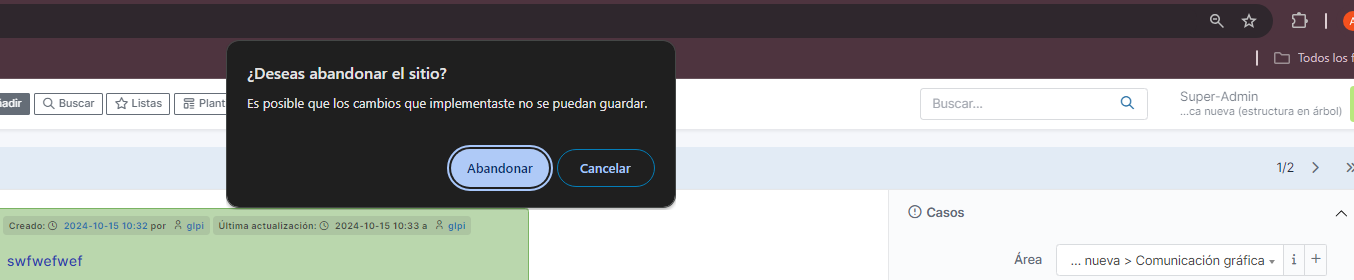 Todos los f
¿Deseas abandonar el sitio?
Es posible que los cambios que implementaste no se puedan guardar.
Abandonar
Cancelar
ñadir
Buscar
Listas
Plant
Buscar...
Super-Admin
...ca nueva (estructura en árbol)
1/2
Creado: 2024-10-15 10:32 por glpi
Última actualización: 2024-10-15 10:33 a glpi
swfwefwef
Casos
Área
... nueva > Comunicación gráfica